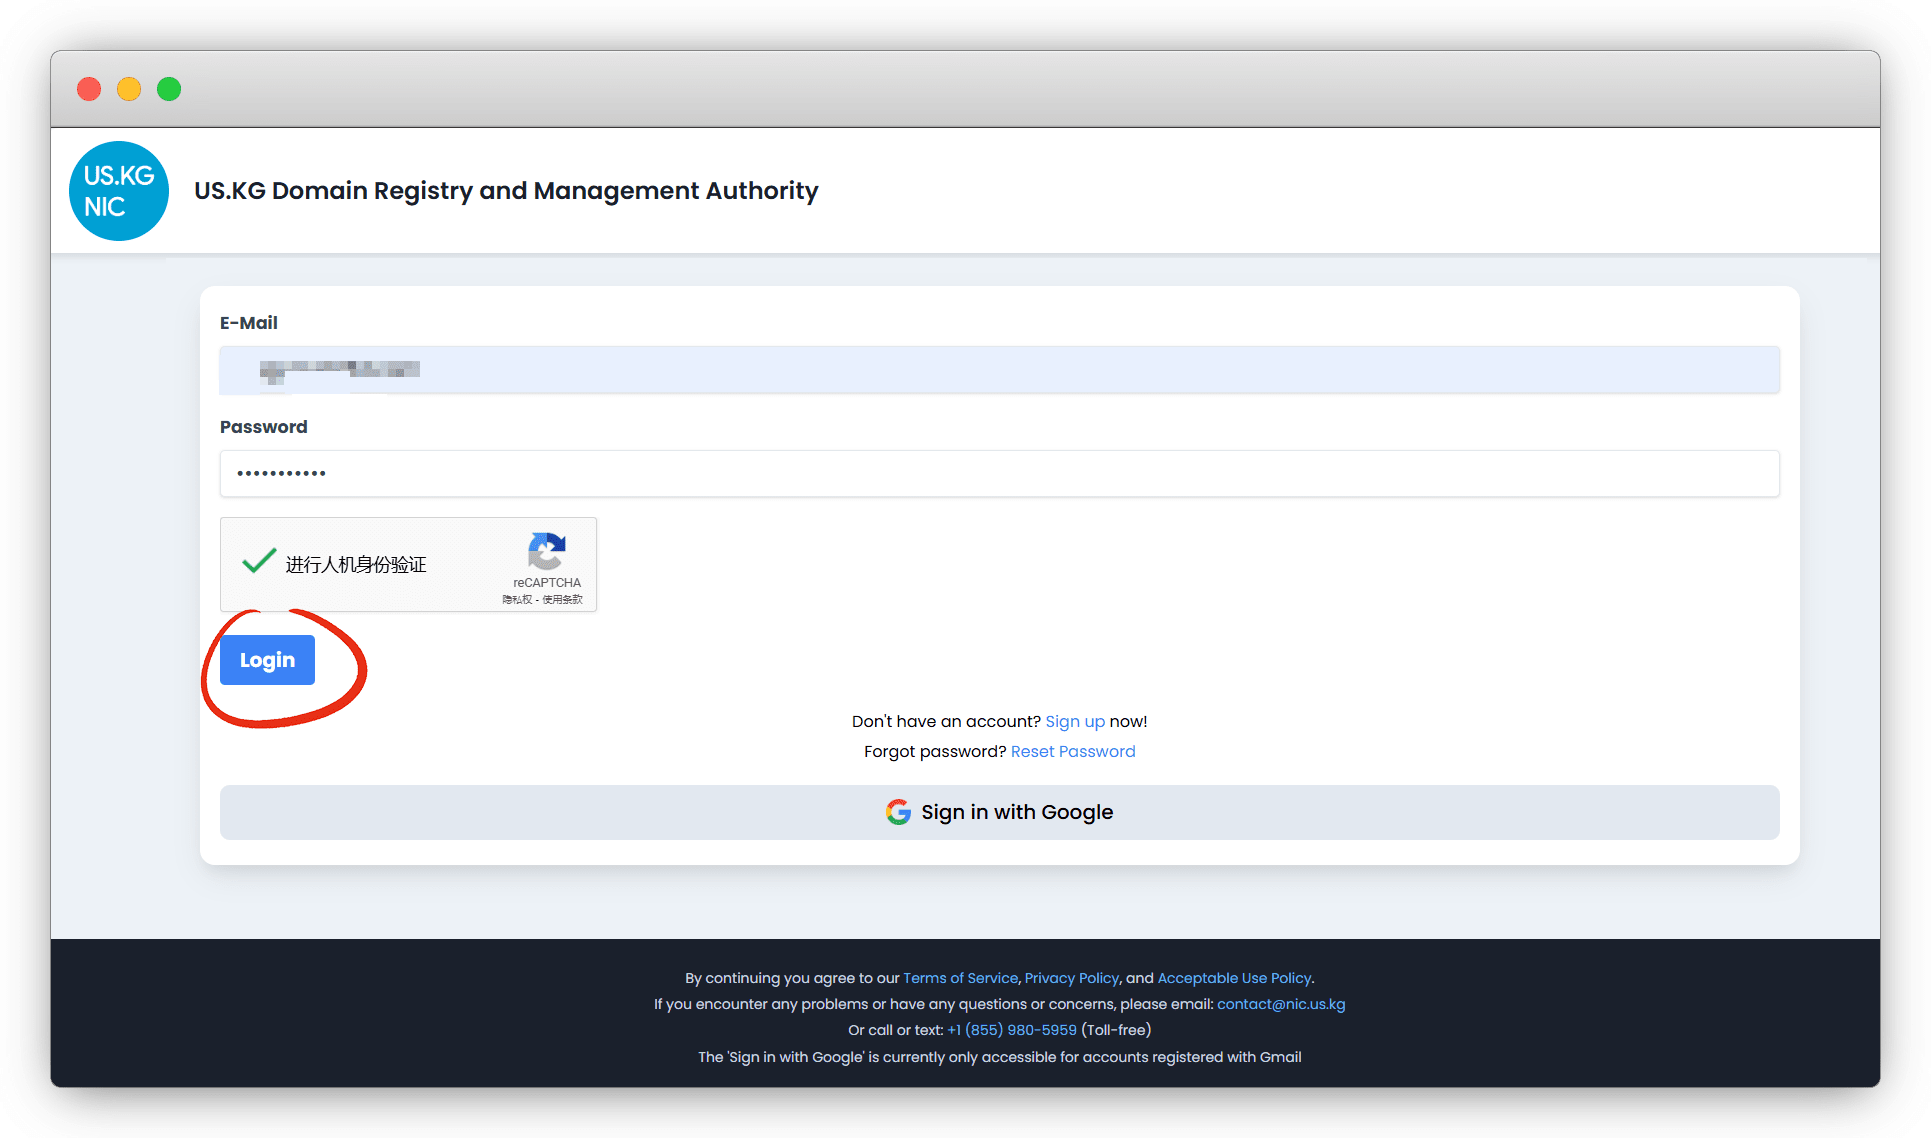 US.KG
NIC
US.KG Domain Registry and Management Authority
E-Mail
Password
•••••••••••
进行人机身份验证
reCAPTCHA
隐私权 - 使用条款
Login
Don't have an account? Sign up now!
Forgot password? Reset Password
Sign in with Google
By continuing you agree to our Terms of Service, Privacy Policy, and Acceptable Use Policy.
If you encounter any problems or have any questions or concerns, please email: contact@nic.us.kg
Or call or text: +1 (855) 980-5959 (Toll-free)
The 'Sign in with Google' is currently only accessible for accounts registered with Gmail